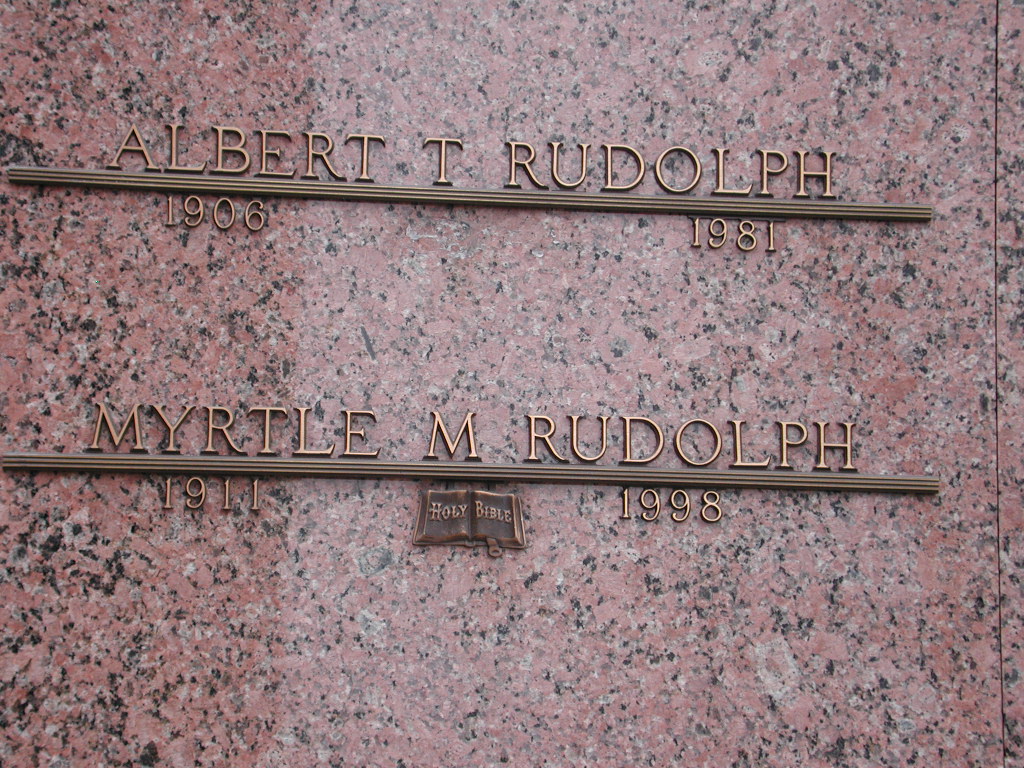 ALBERT T RUDOLPH
1906 1981
MYRTLE M RUDOLPH
1911 1998
HOLY BIBLE